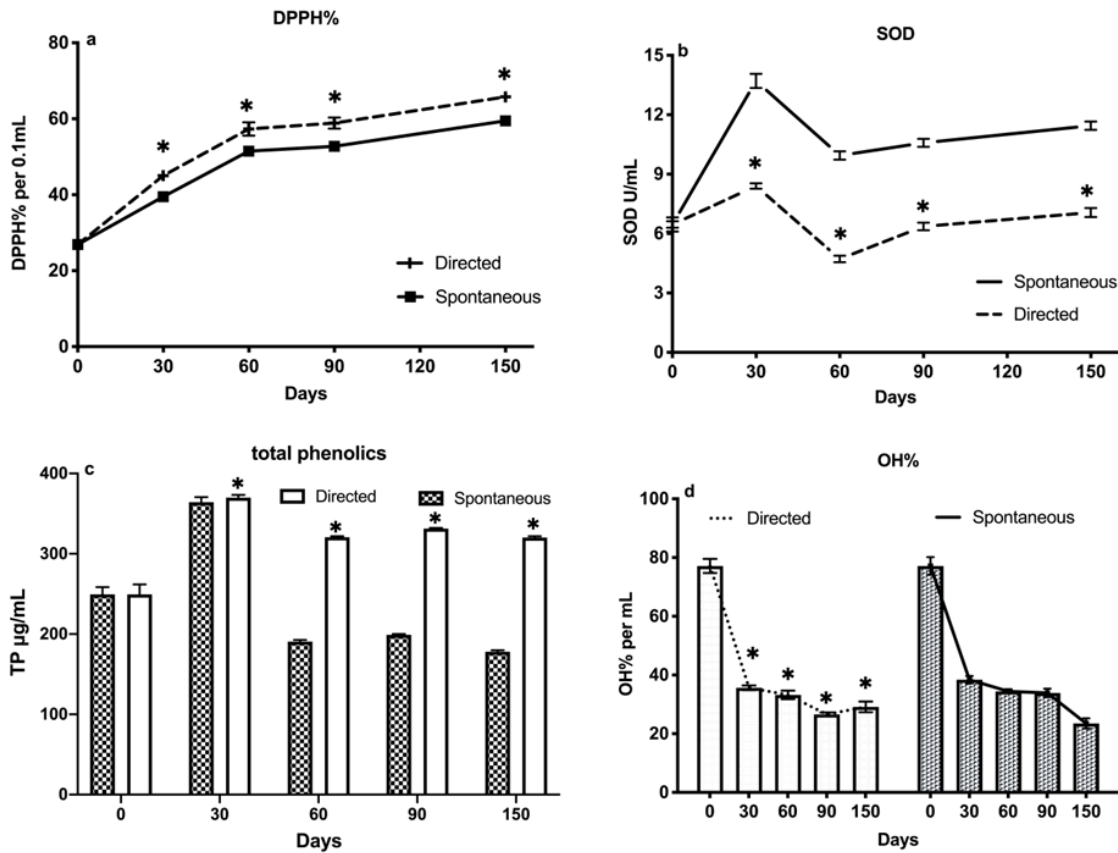 DPPH%
a
80
60
40
20
0
DPPH% per 0.1mL
* * * *
Directed
Spontaneous
0 30 60 90 120 150
Days
SOD
b
15
12
9
6
3
0
SOD U/mL
* * * *
Spontaneous
Directed
0 30 60 90 120 150
Days
total phenolics
c
400
300
200
100
0
TP µg/mL
Directed Spontaneous
* * * * *
0 30 60 90 150
Days
OH%
d
100
80
60
40
20
0
OH% per mL
Directed Spontaneous
* * * *
0 30 60 90 150 0 30 60 90 150
Days